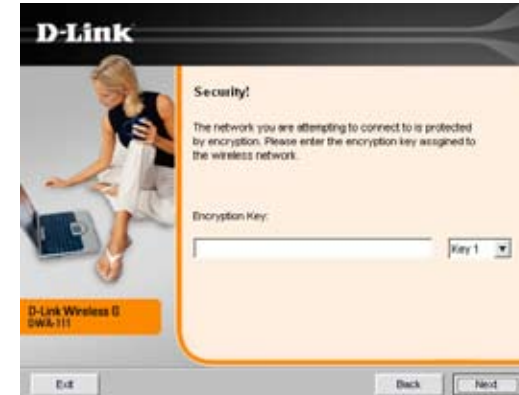 D-Link
Security!
The network you are attempting to connect to is protected
by encryption. Please enter the encryption key assigned to
the wireless network.
Encryption Key:
Key 1
D-Link Wireless G
DWA-111
Exit
Back
Next